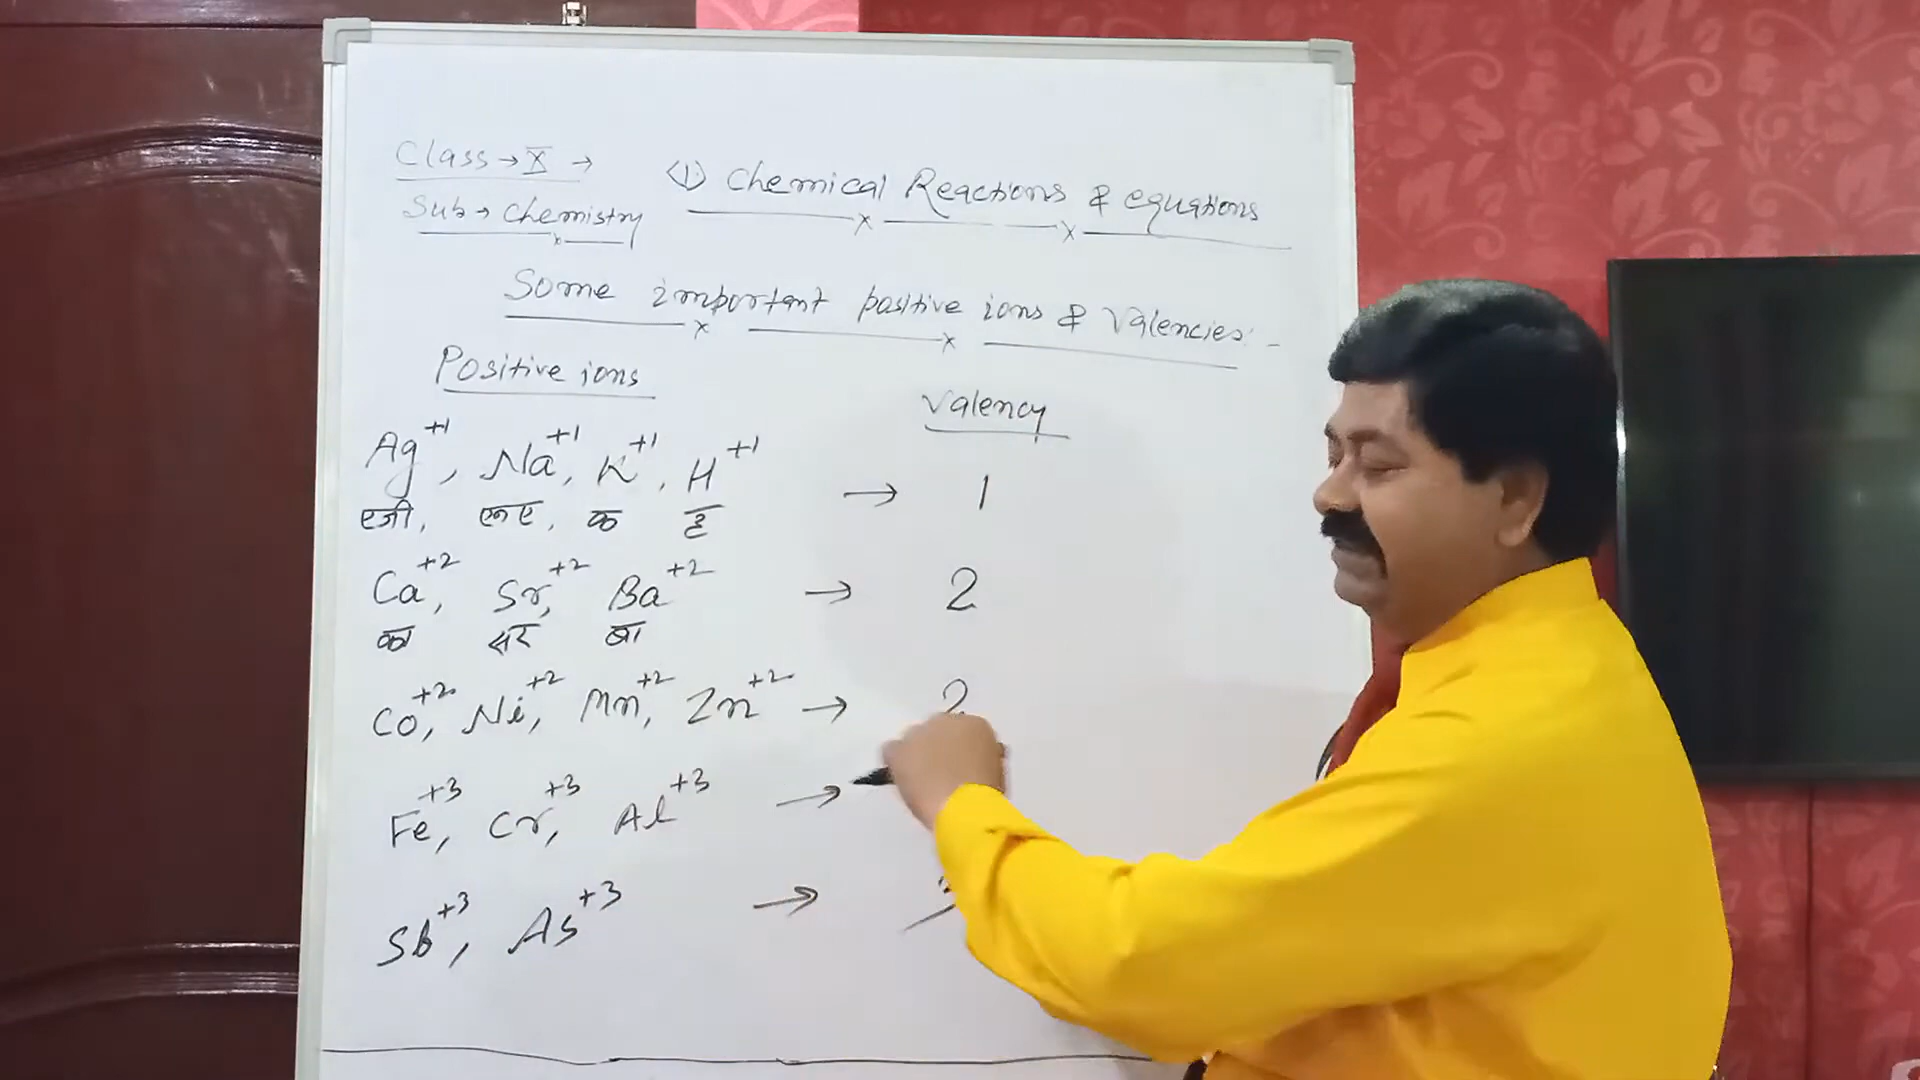 Class → X →
<1> Chemical Reactions & equations
Sub → Chemistry
Some important positive ions & Valencies: -
Positive ions
Valency
Ag⁺¹, Na⁺¹, K⁺¹, H⁺¹ → 1
एजी, एनए, क ह
Ca⁺², Sr⁺², Ba⁺² → 2
का सर बा
Co⁺², Ni⁺², Mn⁺², Zn⁺² → 2
Fe⁺³, Cr⁺³, Al⁺³ →
Sb⁺³, As⁺³ →